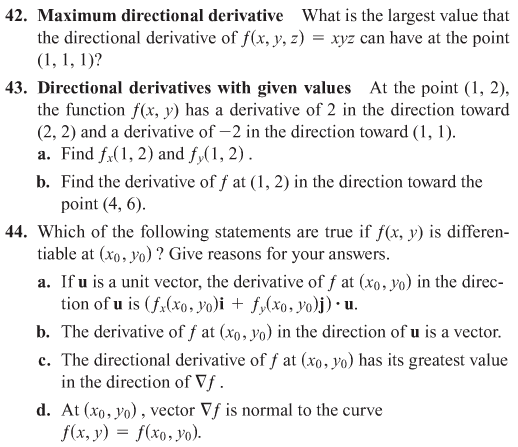 42. Maximum directional derivative What is the largest value that
the directional derivative of f(x, y, z) = xyz can have at the point
(1, 1, 1)?
43. Directional derivatives with given values At the point (1, 2),
the function f(x, y) has a derivative of 2 in the direction toward
(2, 2) and a derivative of −2 in the direction toward (1, 1).
a. Find fₓ(1, 2) and f_y(1, 2).
b. Find the derivative of f at (1, 2) in the direction toward the
point (4, 6).
44. Which of the following statements are true if f(x, y) is differen-
tiable at (x₀, y₀)? Give reasons for your answers.
a. If u is a unit vector, the derivative of f at (x₀, y₀) in the direc-
tion of u is (fₓ(x₀, y₀)i + f_y(x₀, y₀)j) · u.
b. The derivative of f at (x₀, y₀) in the direction of u is a vector.
c. The directional derivative of f at (x₀, y₀) has its greatest value
in the direction of ∇f.
d. At (x₀, y₀), vector ∇f is normal to the curve
f(x, y) = f(x₀, y₀).